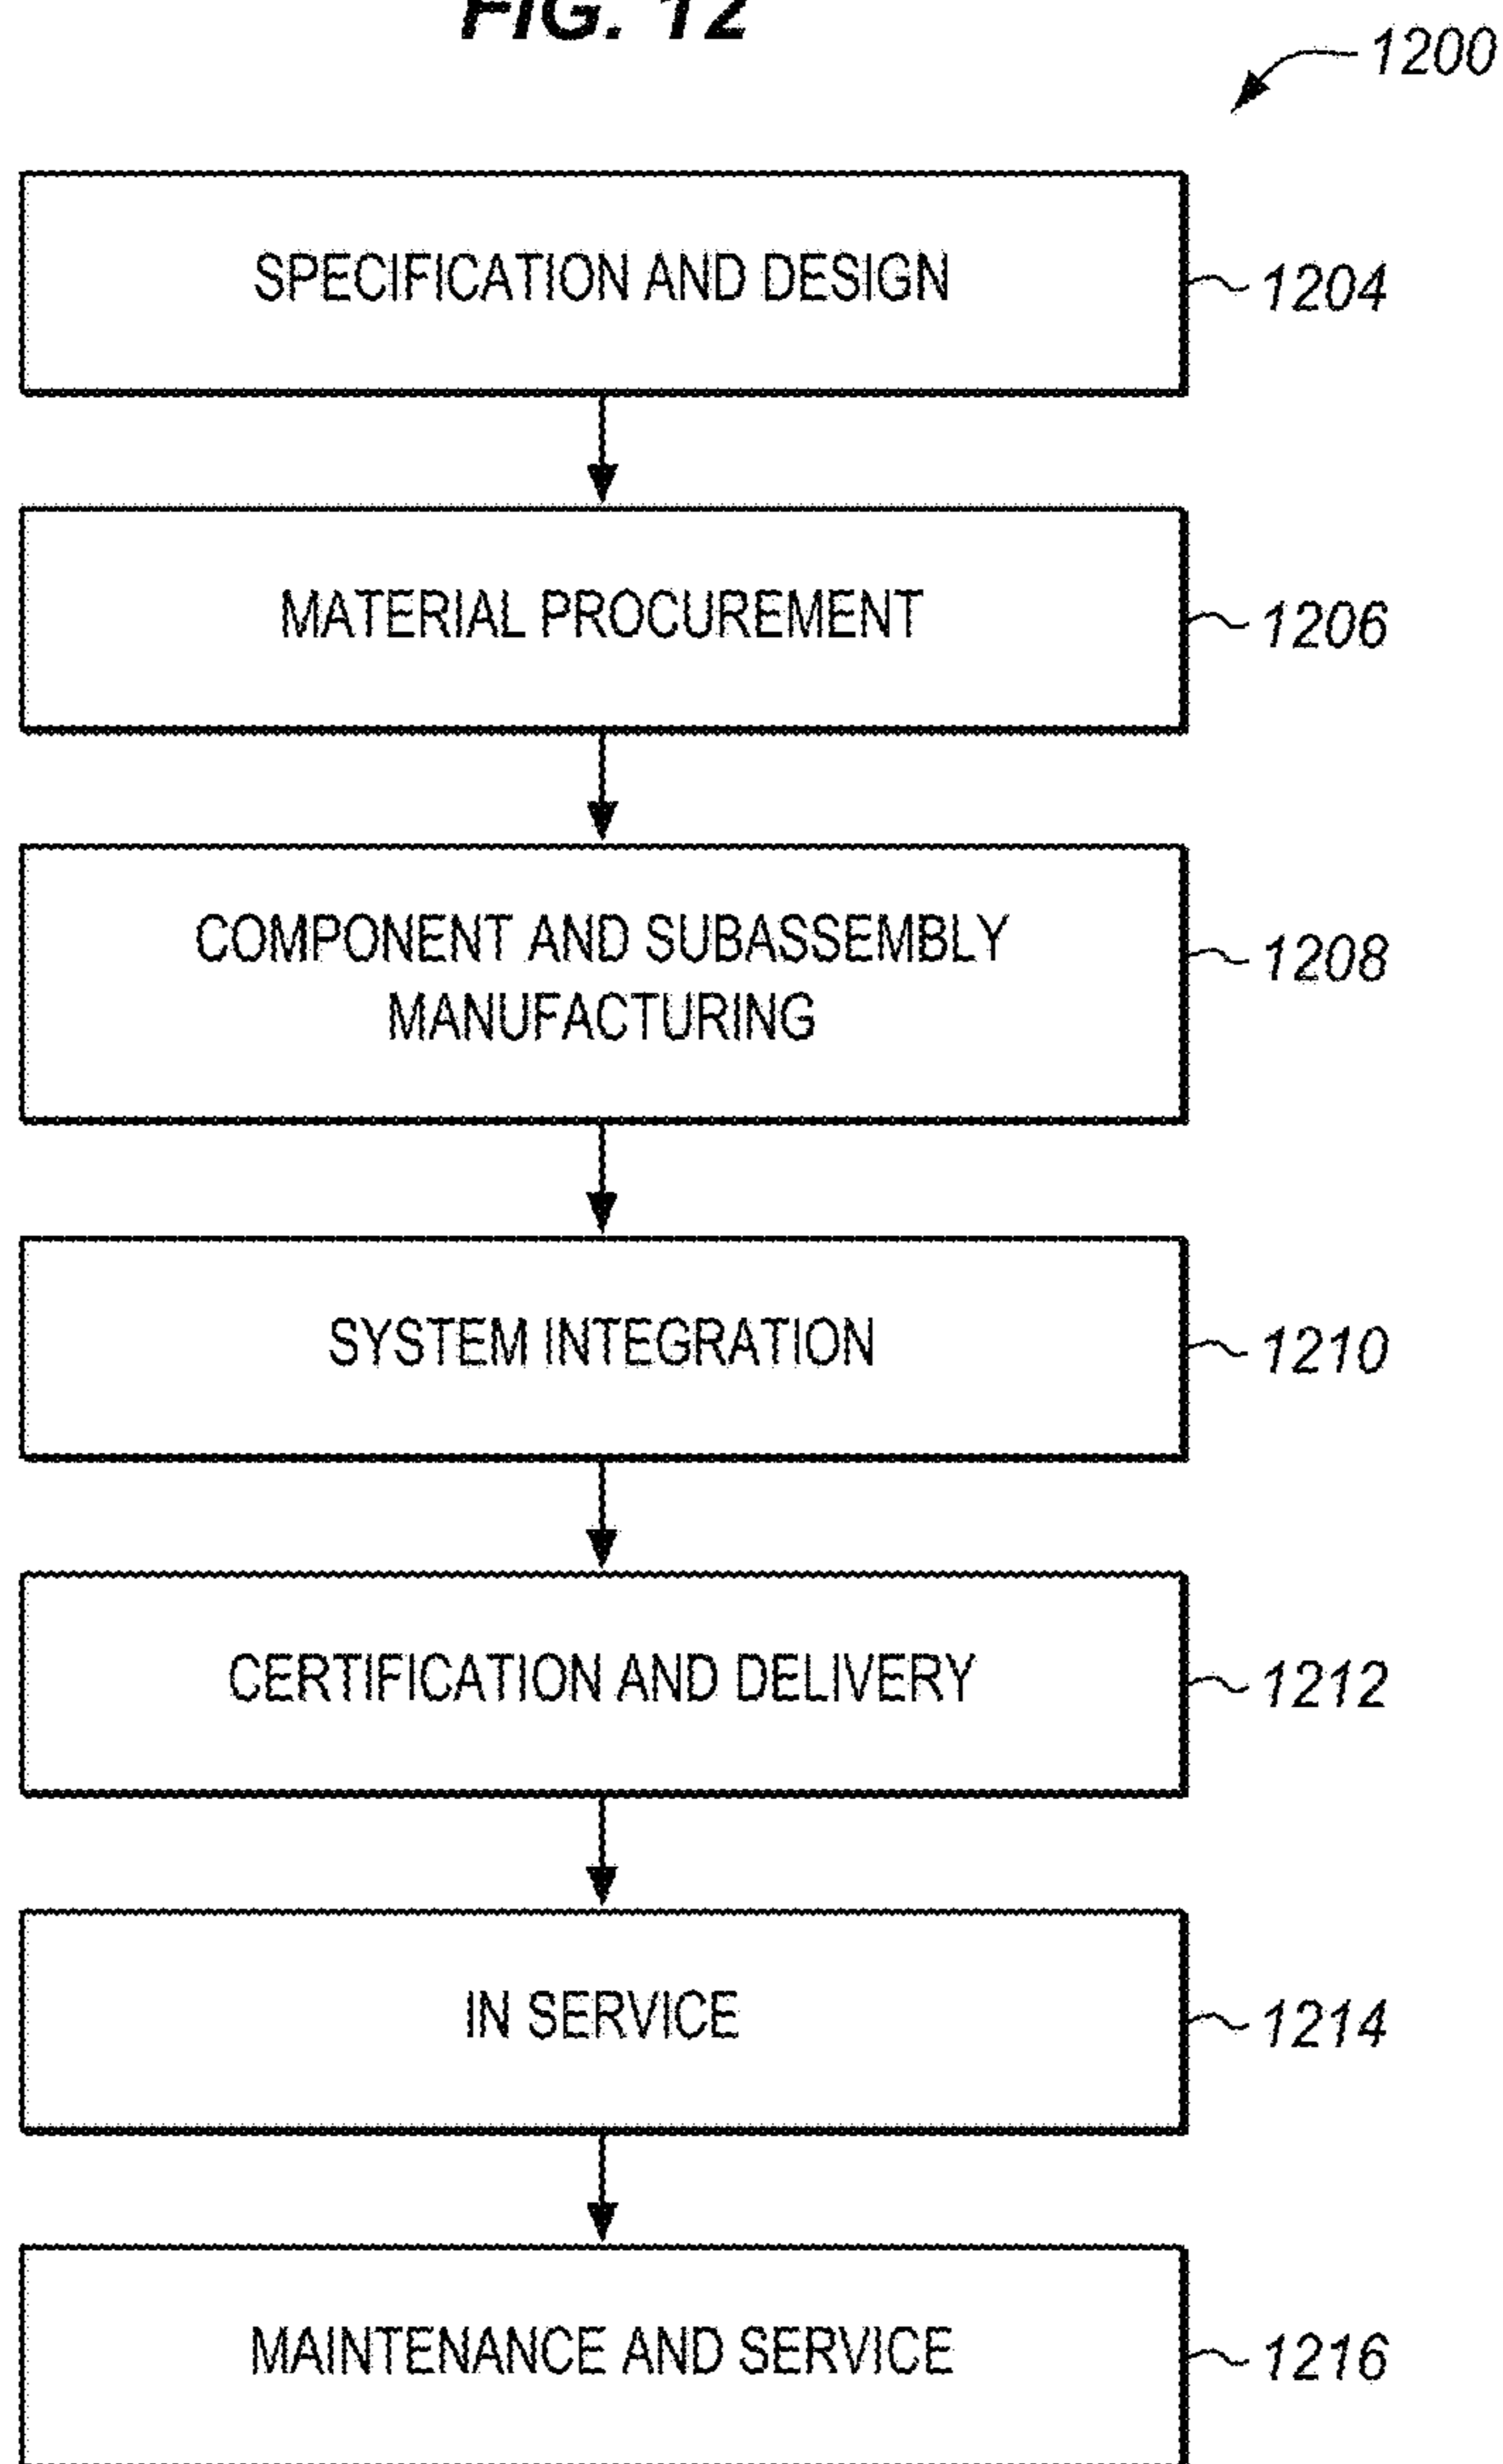 FIG. 12
1200
SPECIFICATION AND DESIGN
1204
MATERIAL PROCUREMENT
1206
COMPONENT AND SUBASSEMBLY
MANUFACTURING
1208
SYSTEM INTEGRATION
1210
CERTIFICATION AND DELIVERY
1212
IN SERVICE
1214
MAINTENANCE AND SERVICE
1216